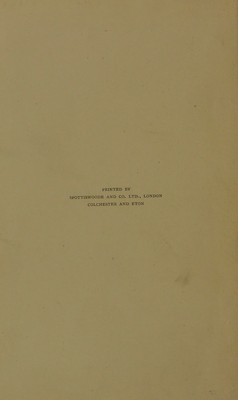 PRINTED BY
SPOTTISWOODE AND CO. LTD., LONDON
COLCHESTER AND ETON